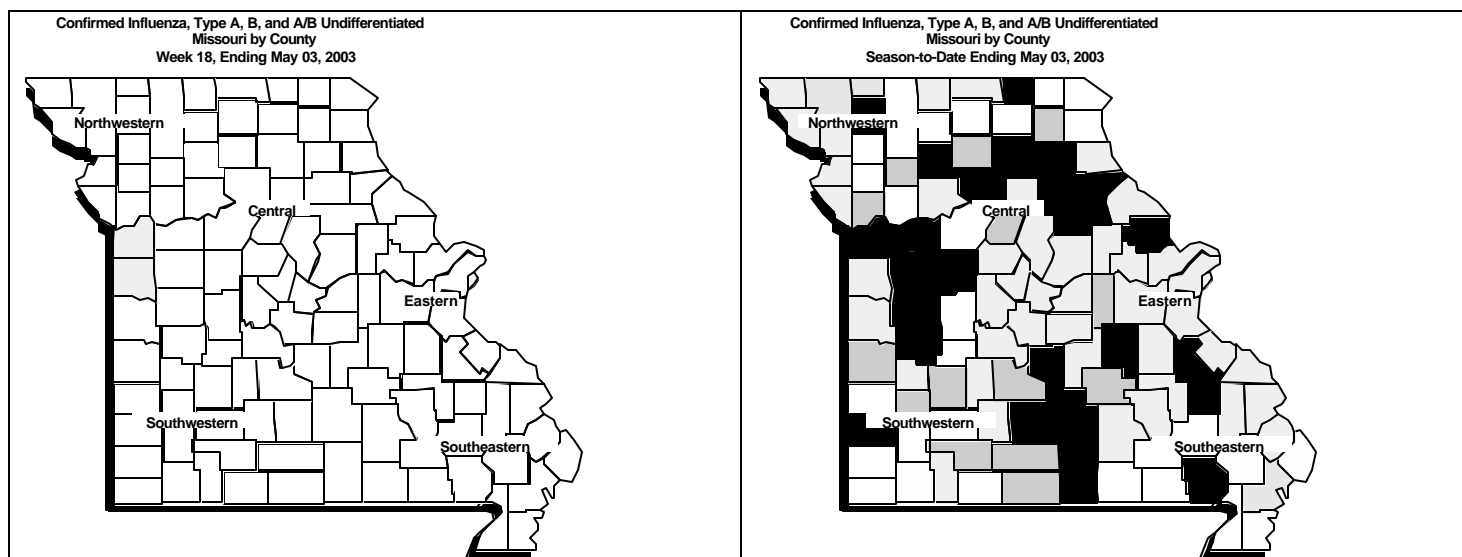 Confirmed Influenza, Type A, B, and A/B Undifferentiated
Missouri by County
Week 18, Ending May 03, 2003
Northwestern
Central
Eastern
Southwestern
Southeastern
Confirmed Influenza, Type A, B, and A/B Undifferentiated
Missouri by County
Season-to-Date Ending May 03, 2003
Northwestern
Central
Eastern
Southwestern
Southeastern